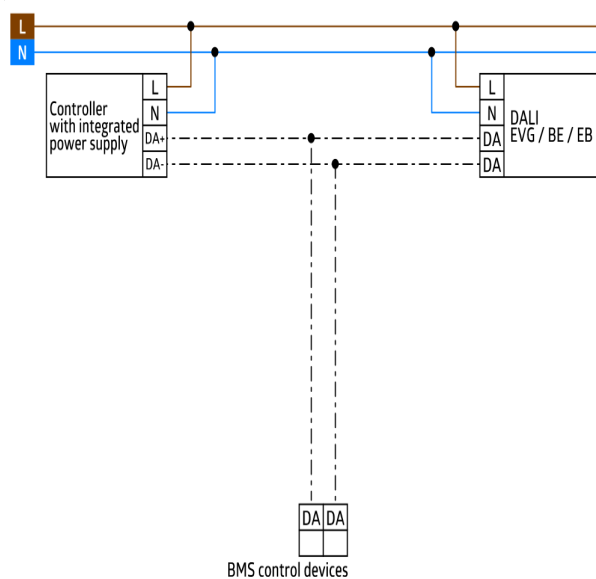 L
N
Controller
with integrated
power supply
L
N
DA+
DA-
L
N
DA
DA
DALI
EVG / BE / EB
DA DA
BMS control devices